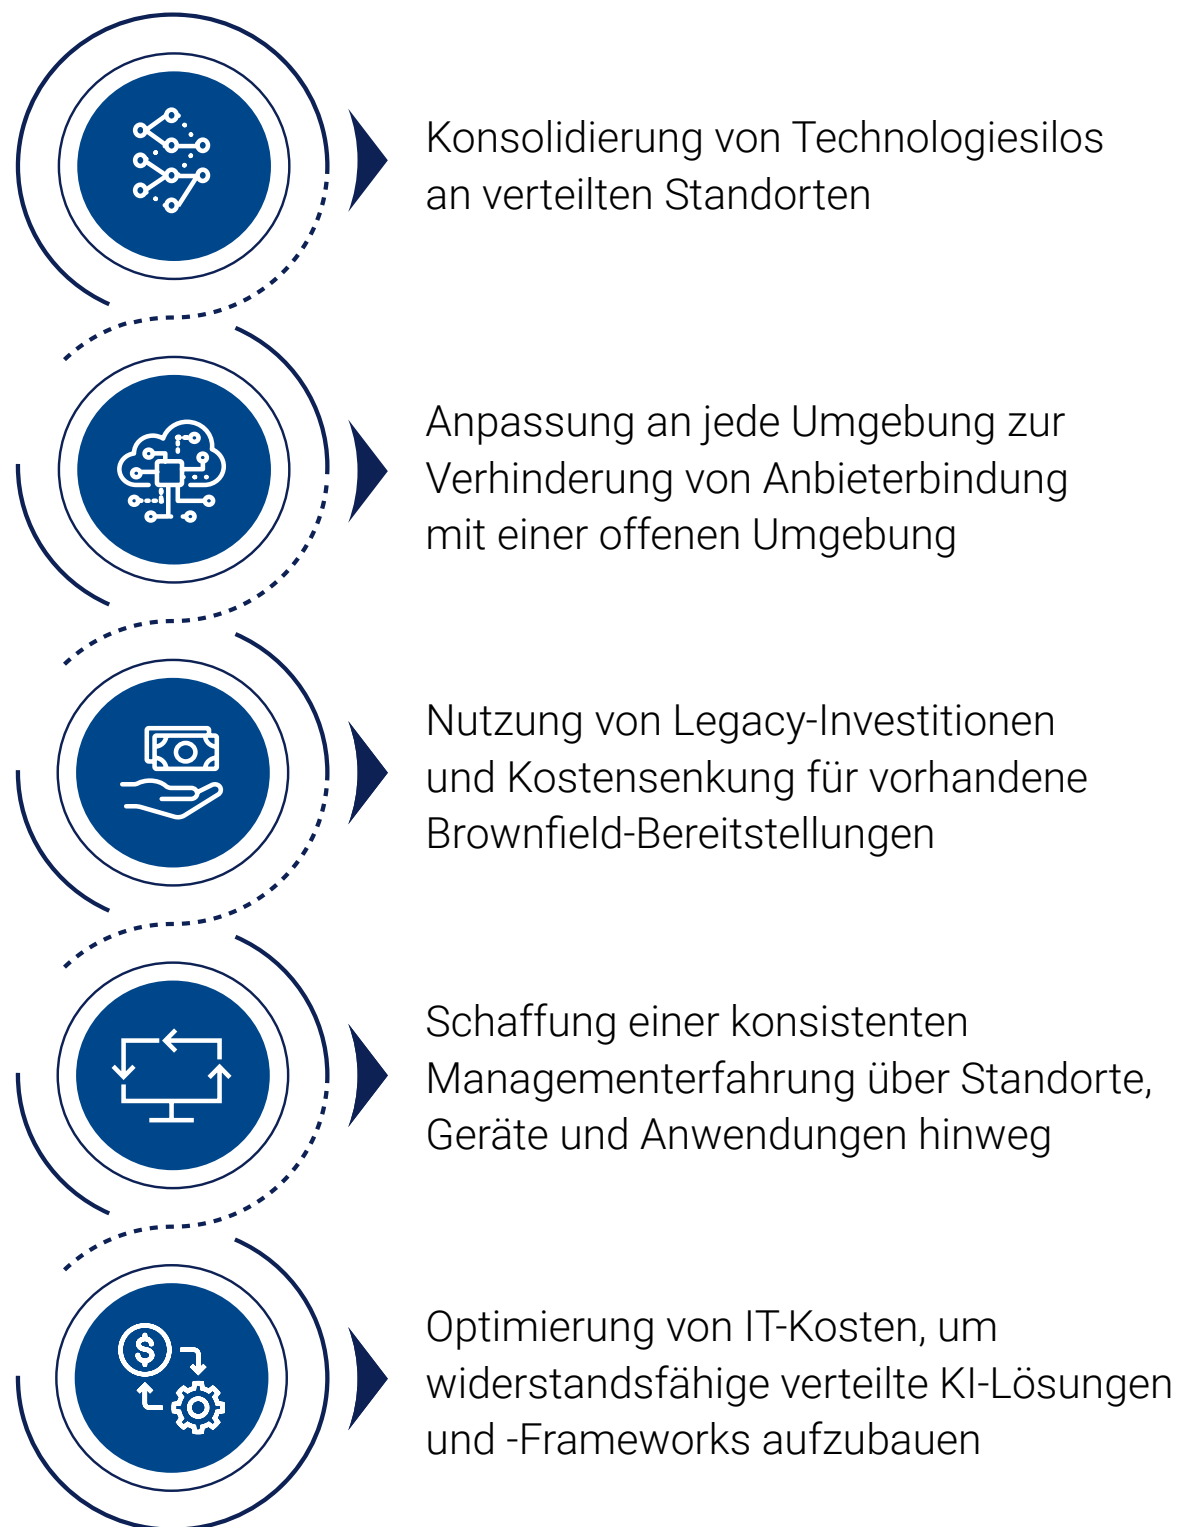 Konsolidierung von Technologiesilos
an verteilten Standorten
Anpassung an jede Umgebung zur
Verhinderung von Anbieterbindung
mit einer offenen Umgebung
Nutzung von Legacy-Investitionen
und Kostensenkung für vorhandene
Brownfield-Bereitstellungen
Schaffung einer konsistenten
Managementerfahrung über Standorte,
Geräte und Anwendungen hinweg
$
Optimierung von IT-Kosten, um
widerstandsfähige verteilte KI-Lösungen
und -Frameworks aufzubauen